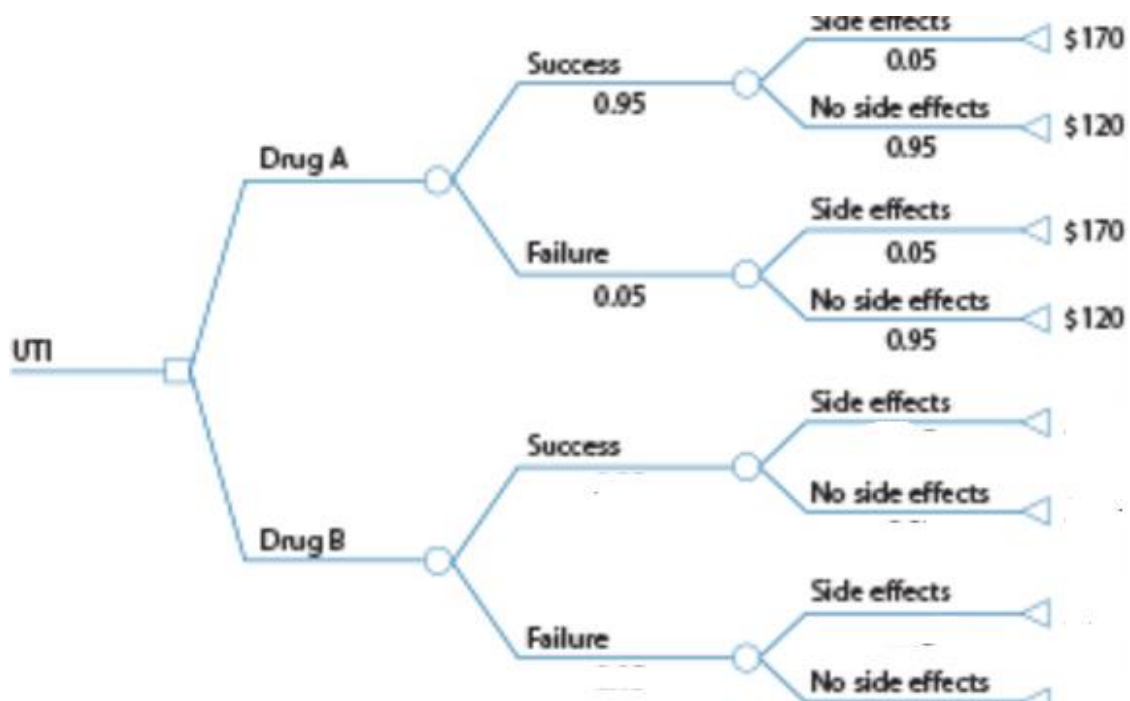 Side effects
$170
0.05
Success
0.95
No side effects
$120
0.95
Drug A
Side effects
$170
0.05
Failure
0.05
No side effects
$120
0.95
UTI
Side effects
Success
No side effects
Drug B
Side effects
Failure
No side effects